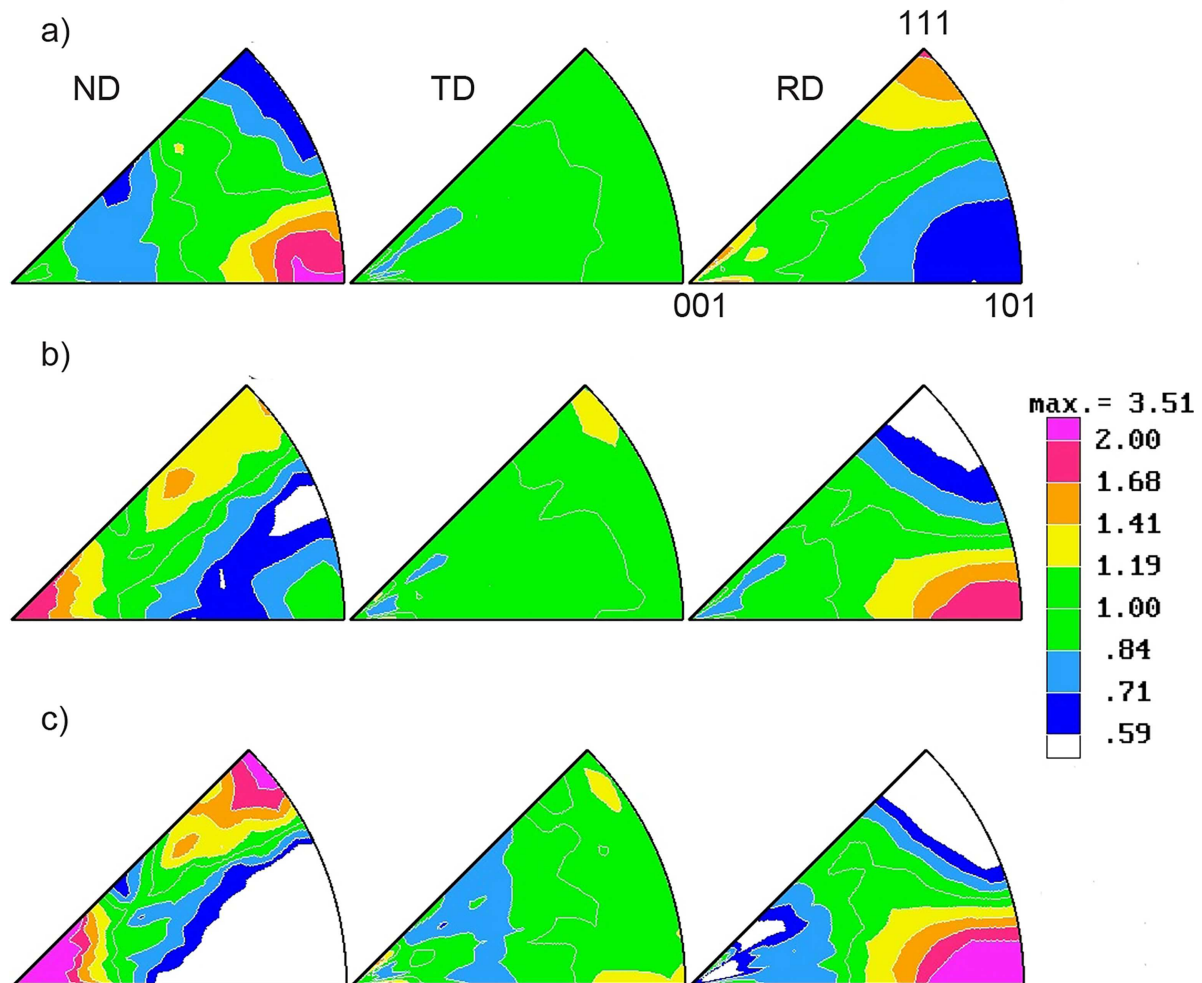 a)
ND
TD
RD
111
001
101
b)
max.= 3.51
2.00
1.68
1.41
1.19
1.00
.84
.71
.59
c)